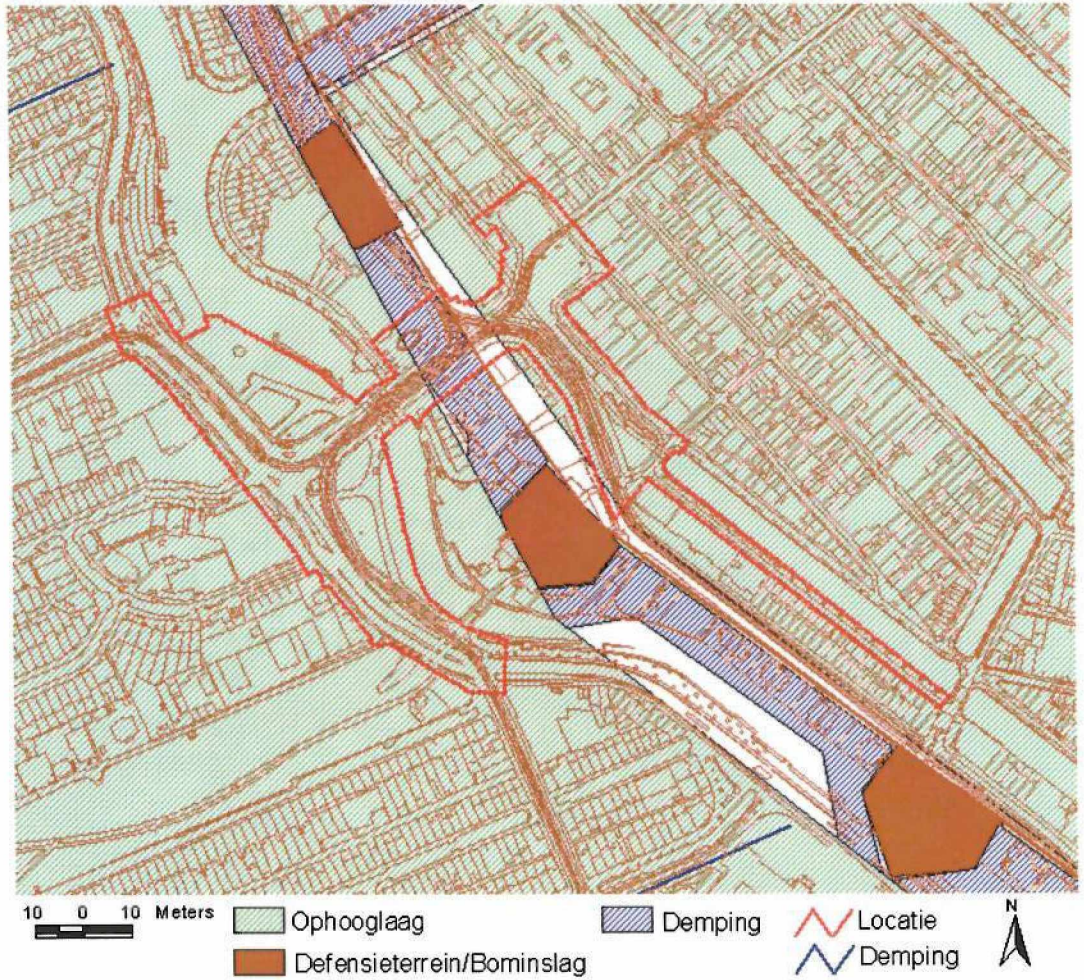 10 0 10 Meters
Ophooglaag
Demping
Locatie
N
Defensieterrein/Bominslag
Demping